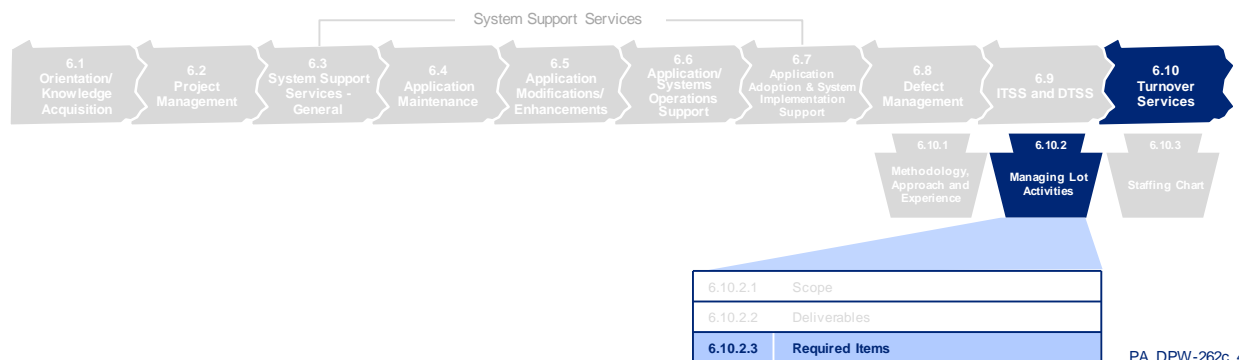 System Support Services
6.1
Orientation/
Knowledge
Acquisition
6.2
Project
Management
6.3
System Support
Services -
General
6.4
Application
Maintenance
6.5
Application
Modifications/
Enhancements
6.6
Application/
Systems
Operations
Support
6.7
Application
Adoption & System
Implementation
Support
6.8
Defect
Management
6.9
ITSS and DTSS
6.10
Turnover
Services
6.10.1
Methodology,
Approach and
Experience
6.10.2
Managing Lot
Activities
6.10.3
Staffing Chart
6.10.2.1 Scope
6.10.2.2 Deliverables
6.10.2.3 Required Items
PA_DPW-262c